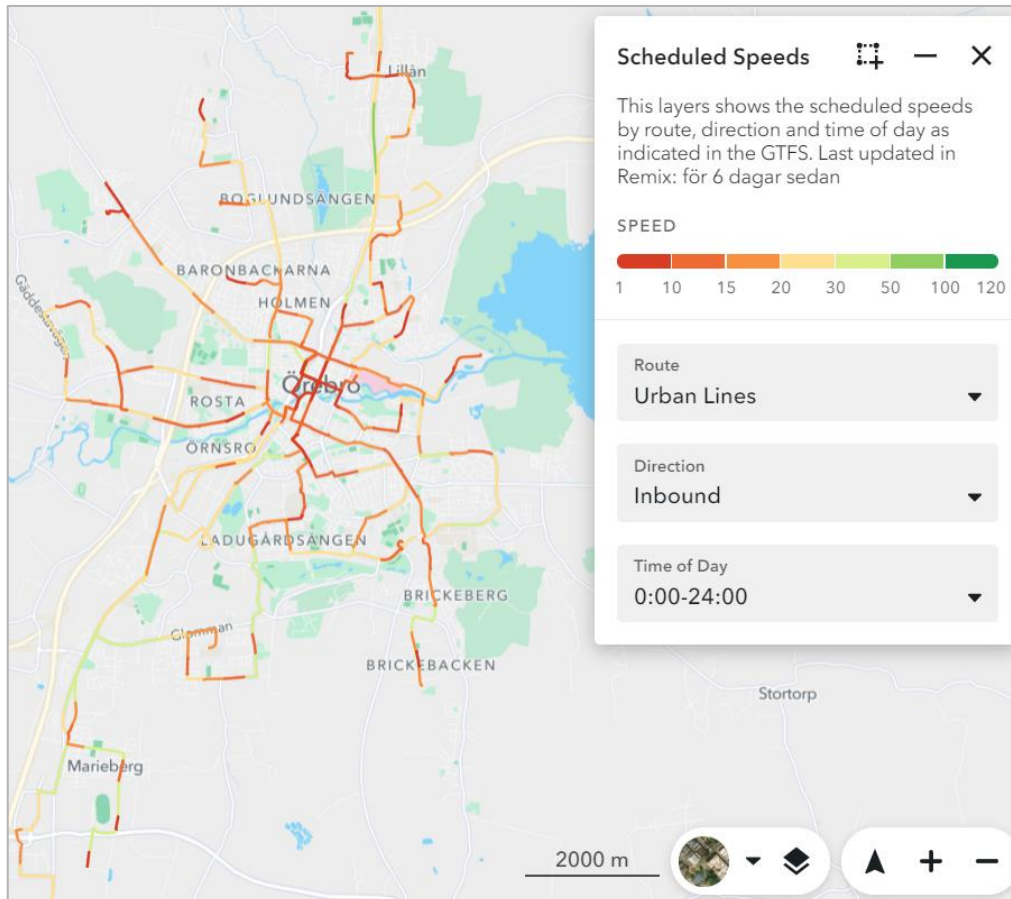 Scheduled Speeds
This layers shows the scheduled speeds
by route, direction and time of day as
indicated in the GTFS. Last updated in
Remix: för 6 dagar sedan
SPEED
1 10 15 20 30 50 100 120
Route
Urban Lines
Direction
Inbound
Time of Day
0:00-24:00
Lillån
BOGLUNDSÄNGEN
BARONBACKARNA
HOLMEN
Gäddestavägen
Örebro
ROSTA
ÖRNSRO
LADUGÅRDSÄNGEN
BRICKEBERG
Glomman
BRICKEBACKEN
Stortorp
Marieberg
2000 m